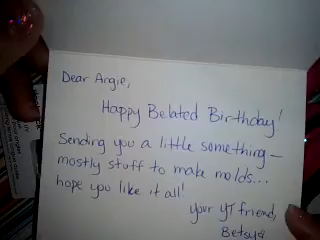 Dear Angie,
Happy Belated Birthday!
Sending you a little something—
mostly stuff to make molds...
hope you like it all!
your YT friend,
Betsy